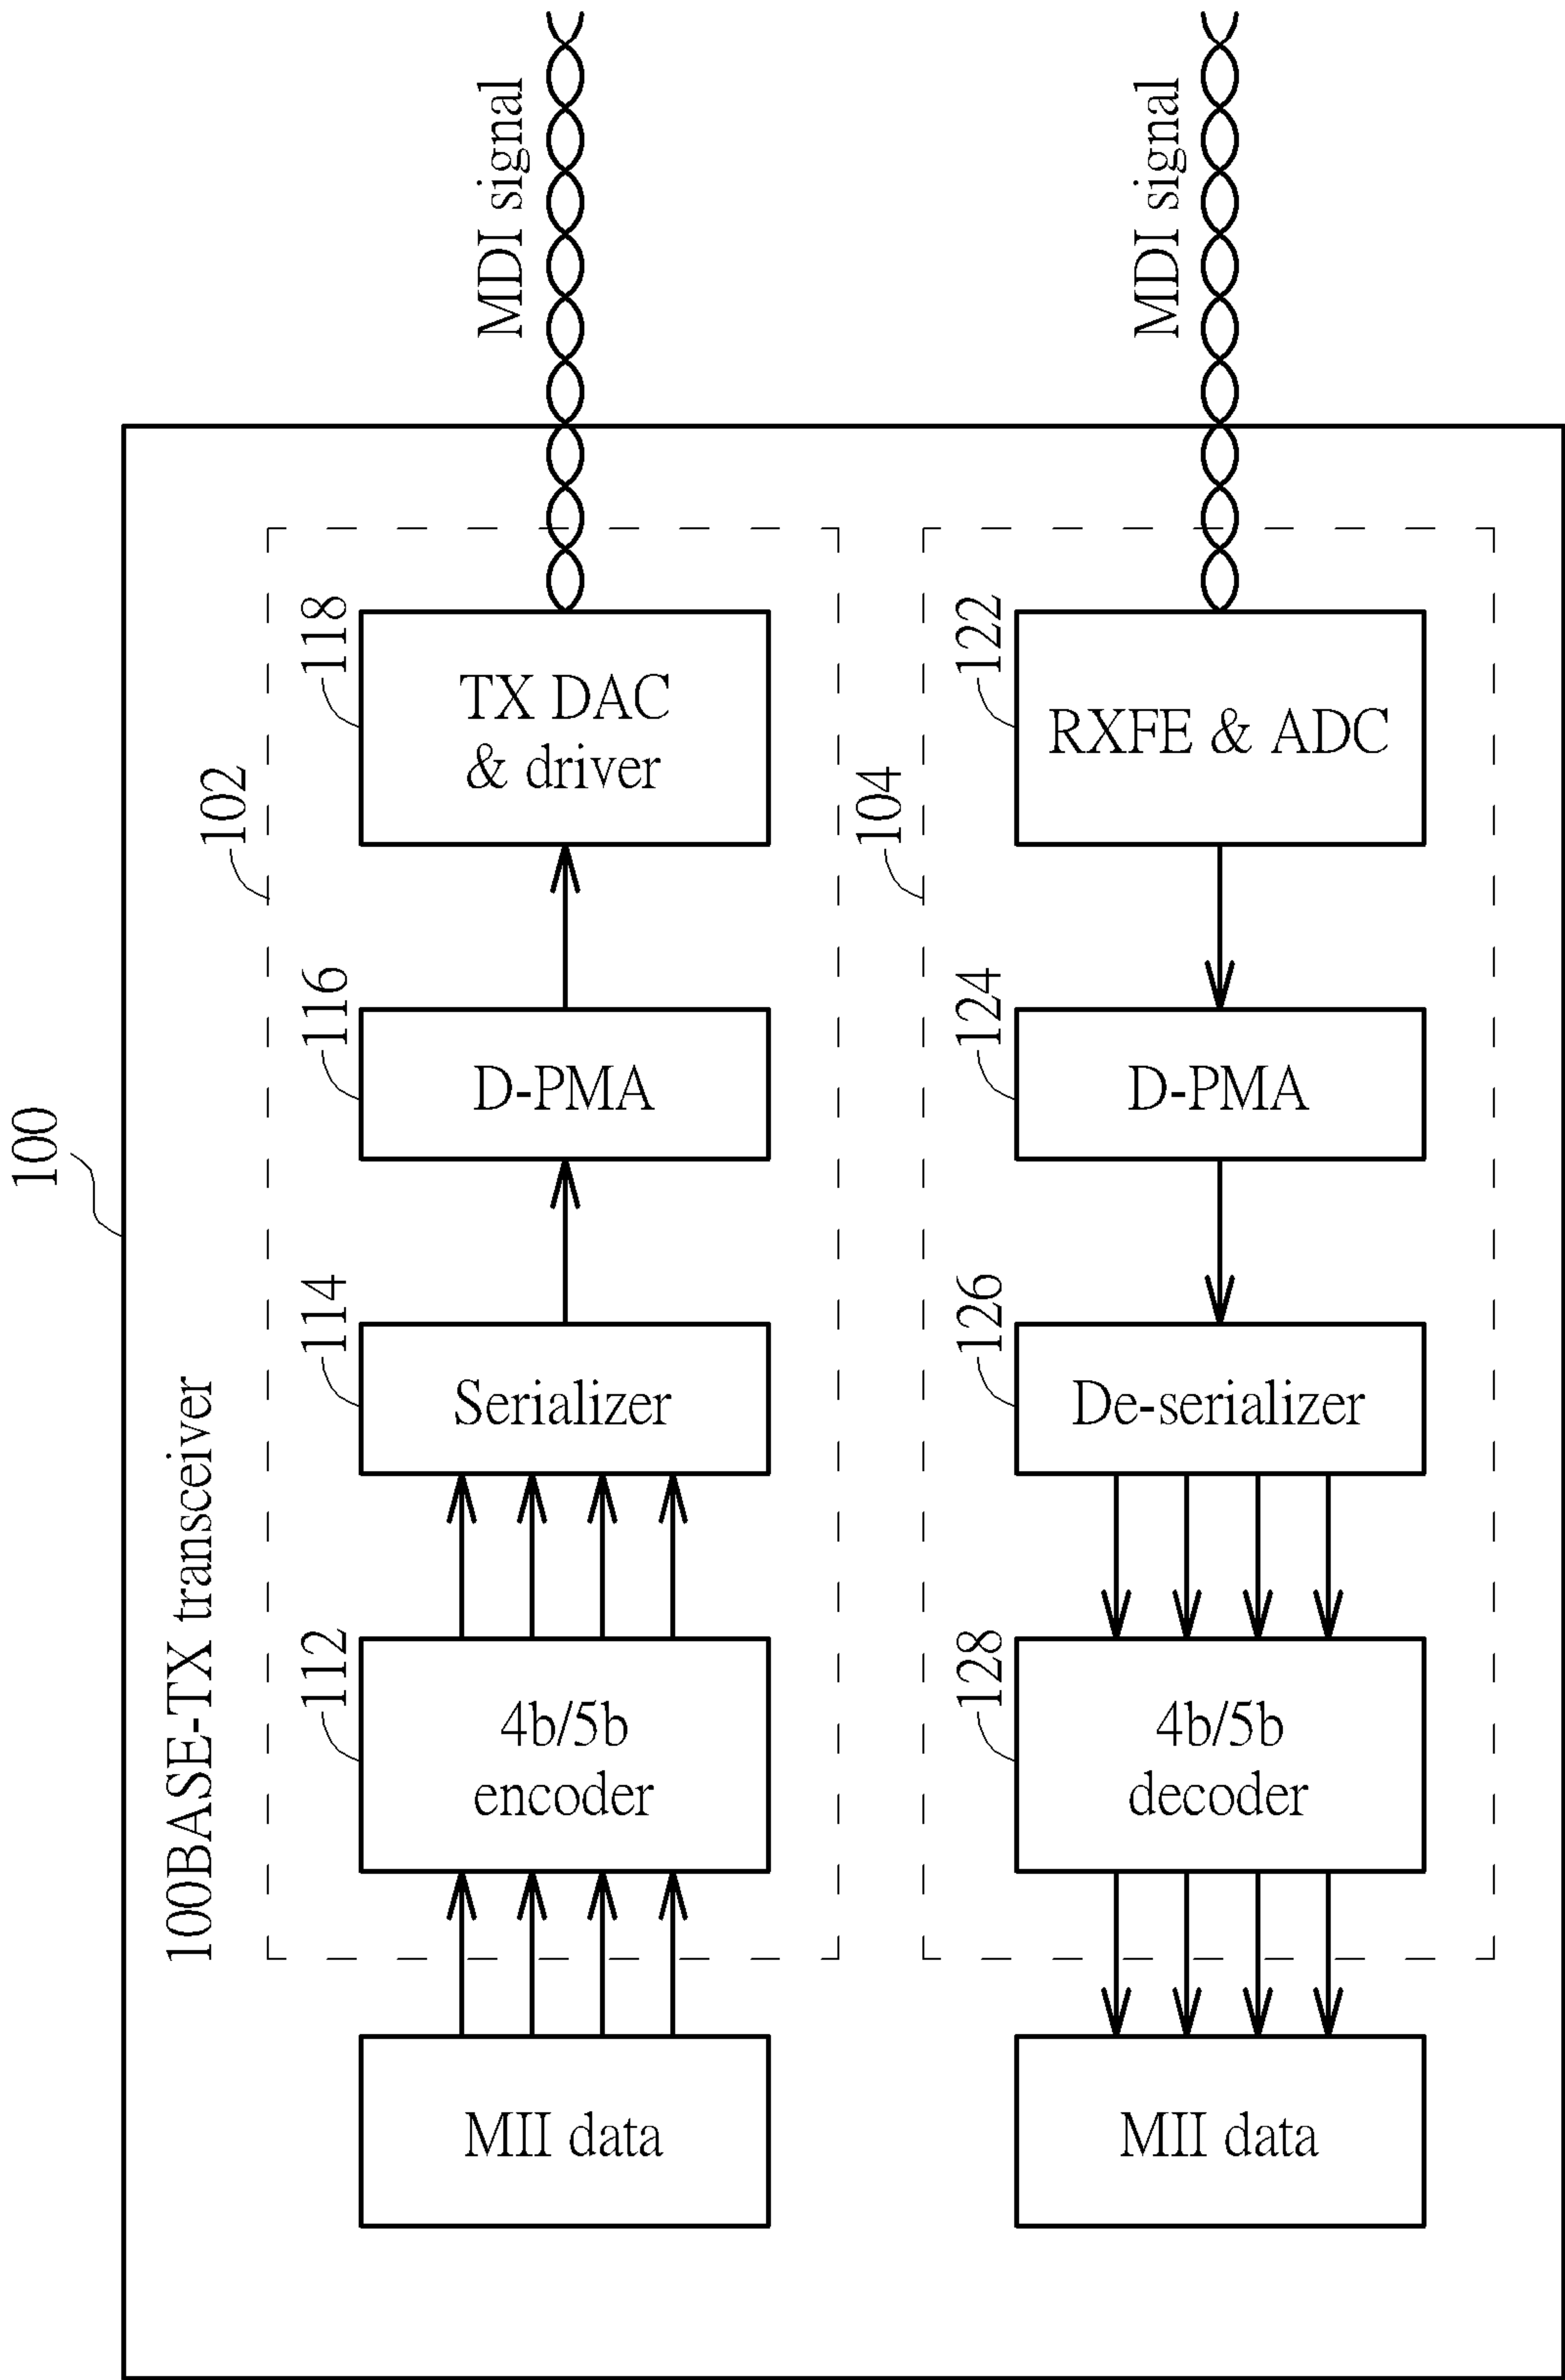 100
100BASE-TX transceiver
102
MII data
112
4b/5b
encoder
114
Serializer
116
D-PMA
118
TX DAC
& driver
MDI signal
104
MII data
128
4b/5b
decoder
126
De-serializer
124
D-PMA
122
RXFE & ADC
MDI signal